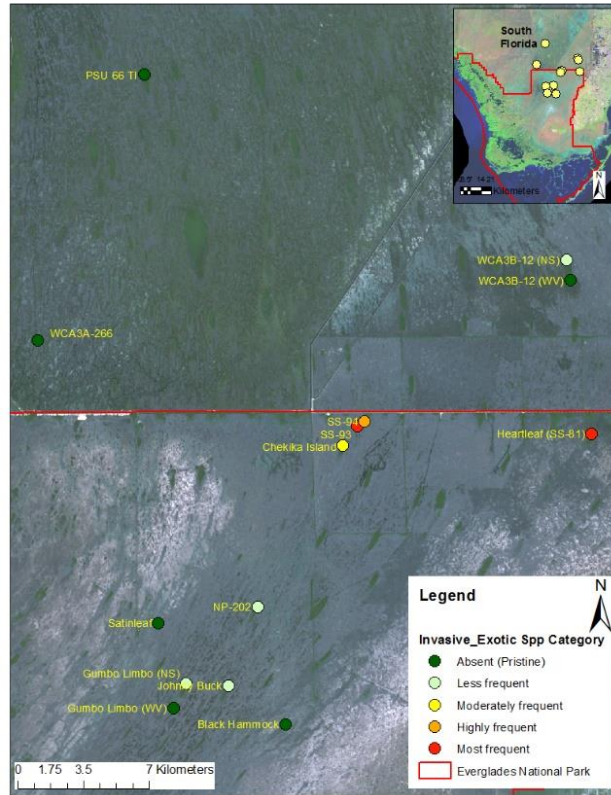 South
Florida
Kilometers
N
PSU 66 TI
WCA3B-12 (NS)
WCA3B-12 (WV)
WCA3A-266
SS-94
SS-93
Chekika Island
Heartleaf (SS-81)
NP-202
Satinleaf
Gumbo Limbo (NS)
Johnny Buck
Gumbo Limbo (WV)
Black Hammock
0 1.75 3.5 7 Kilometers
Legend
N
Invasive_Exotic Spp Category
Absent (Pristine)
Less frequent
Moderately frequent
Highly frequent
Most frequent
Everglades National Park